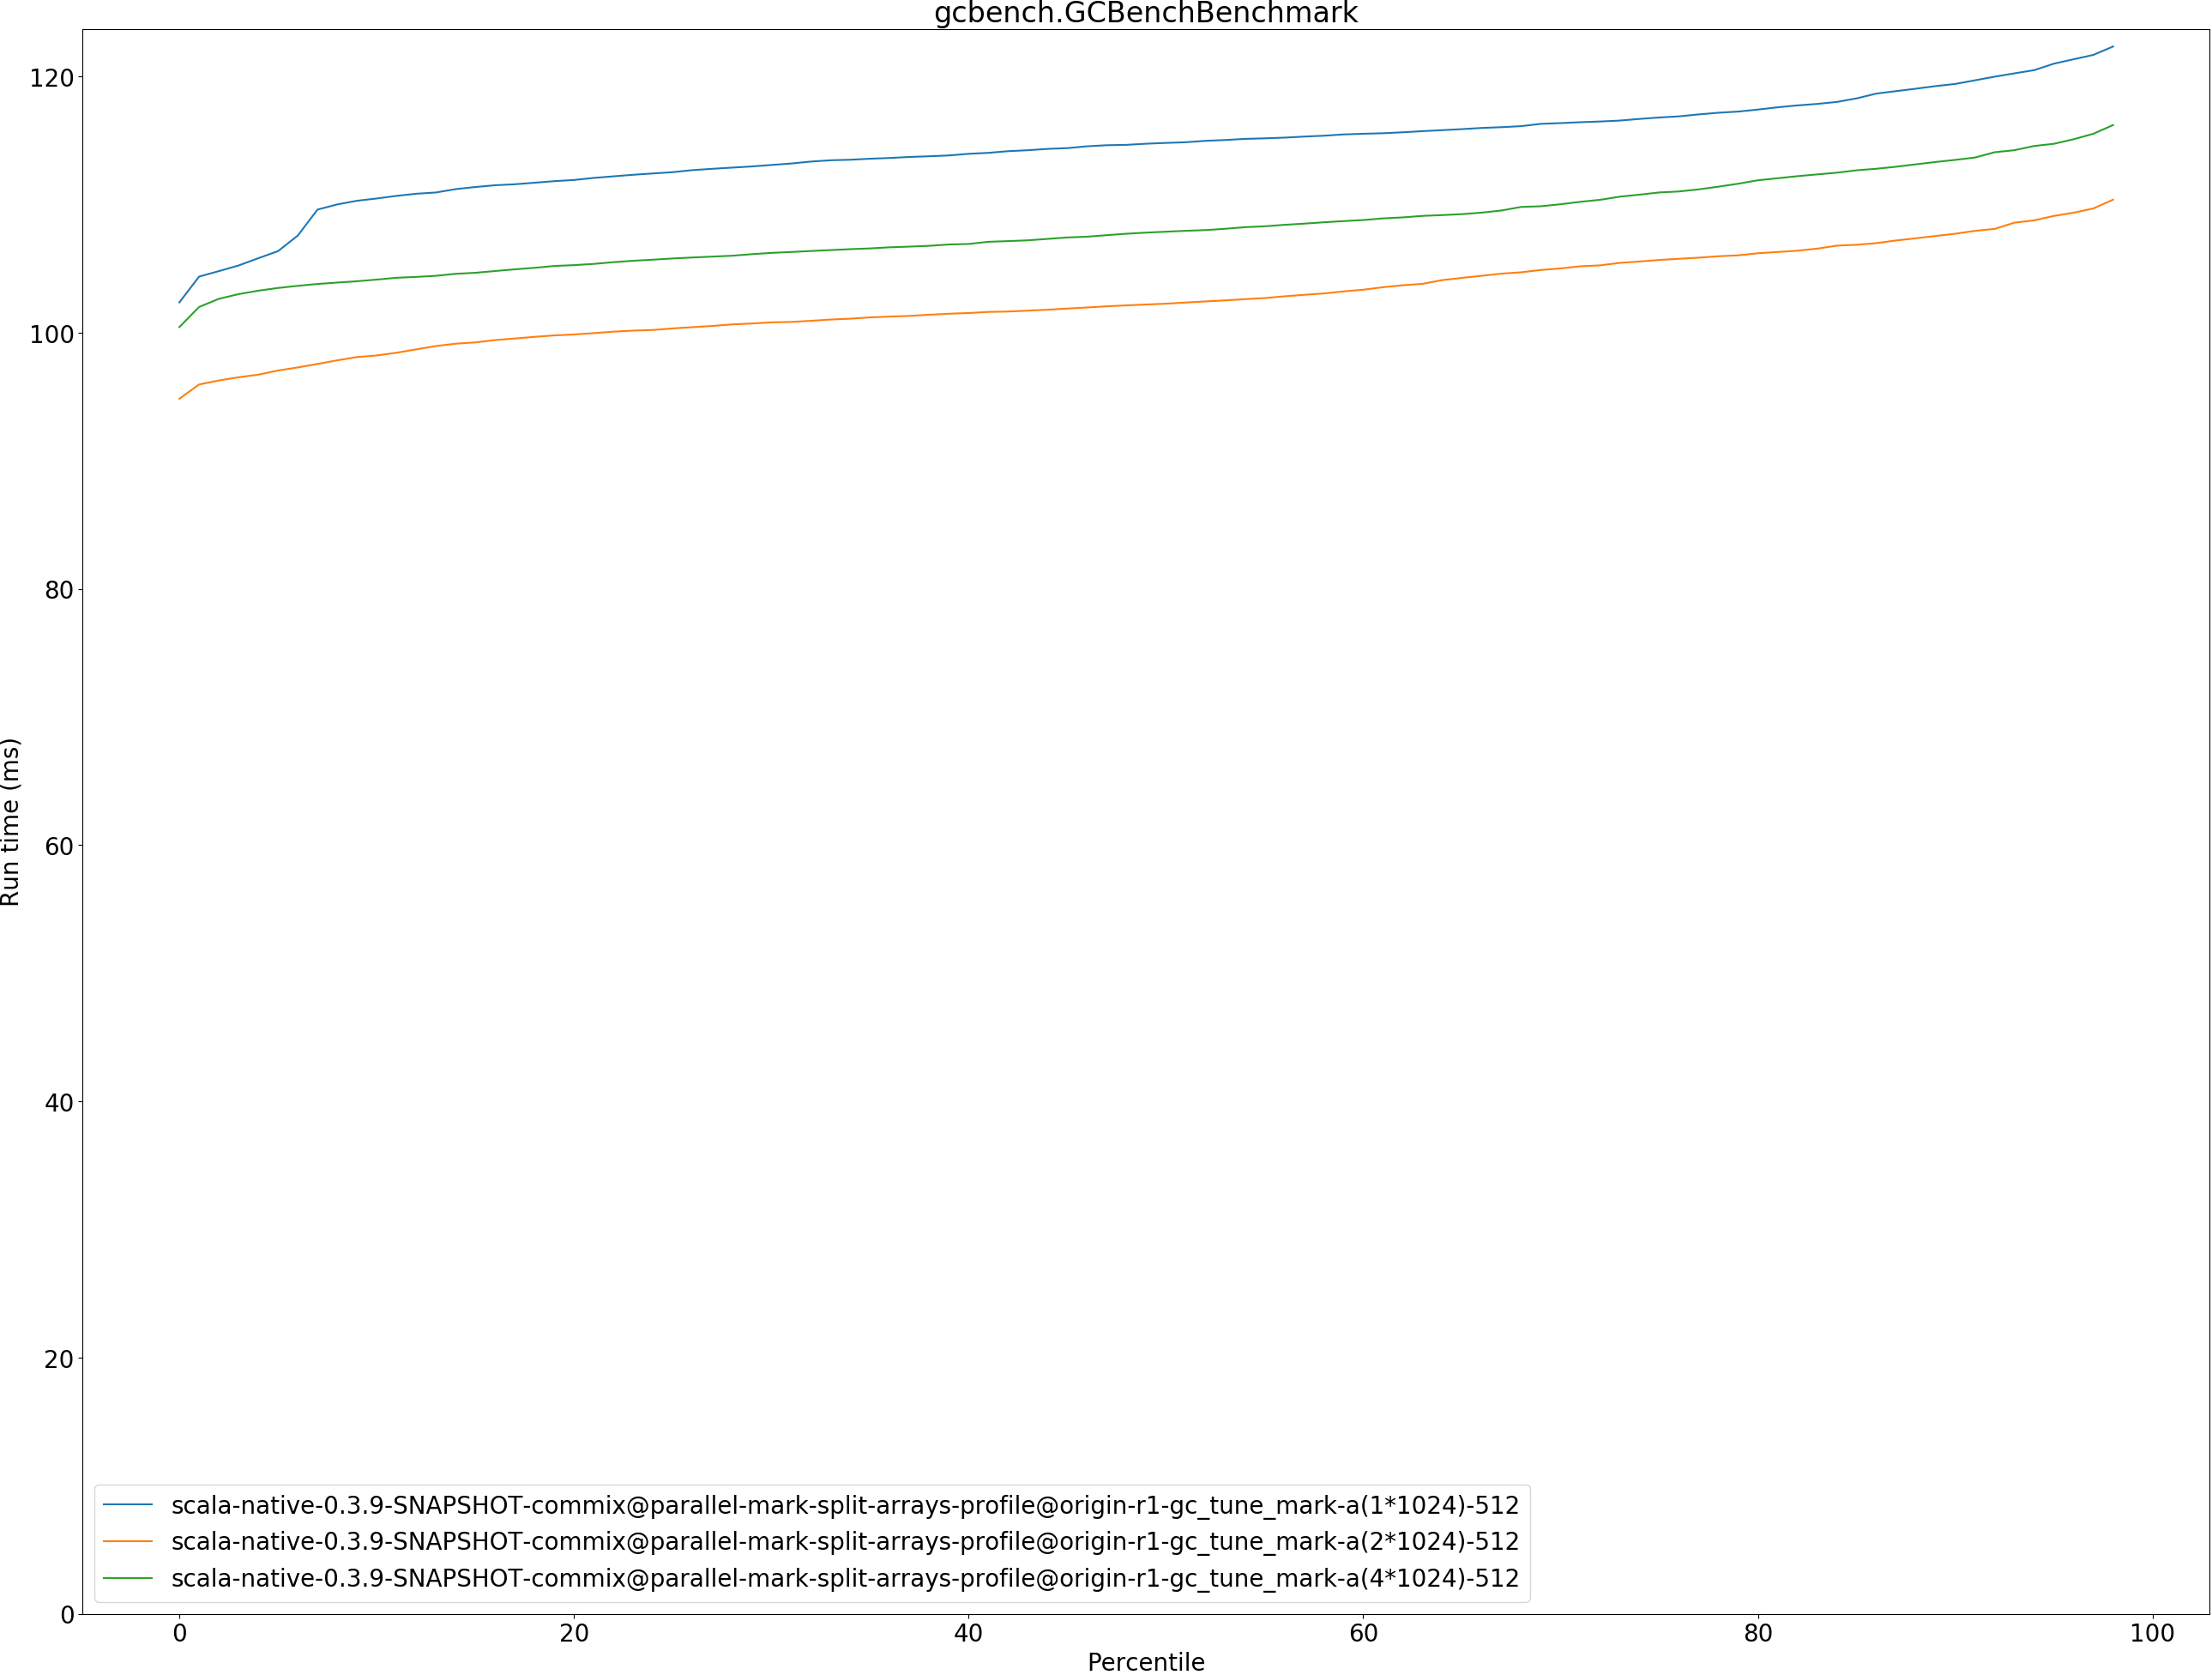 gcbench.GCBenchBenchmark
120
100
80
60
40
20
0
Run time (ms)
scala-native-0.3.9-SNAPSHOT-commix@parallel-mark-split-arrays-profile@origin-r1-gc_tune_mark-a(1*1024)-512
scala-native-0.3.9-SNAPSHOT-commix@parallel-mark-split-arrays-profile@origin-r1-gc_tune_mark-a(2*1024)-512
scala-native-0.3.9-SNAPSHOT-commix@parallel-mark-split-arrays-profile@origin-r1-gc_tune_mark-a(4*1024)-512
0 20 40 60 80 100
Percentile